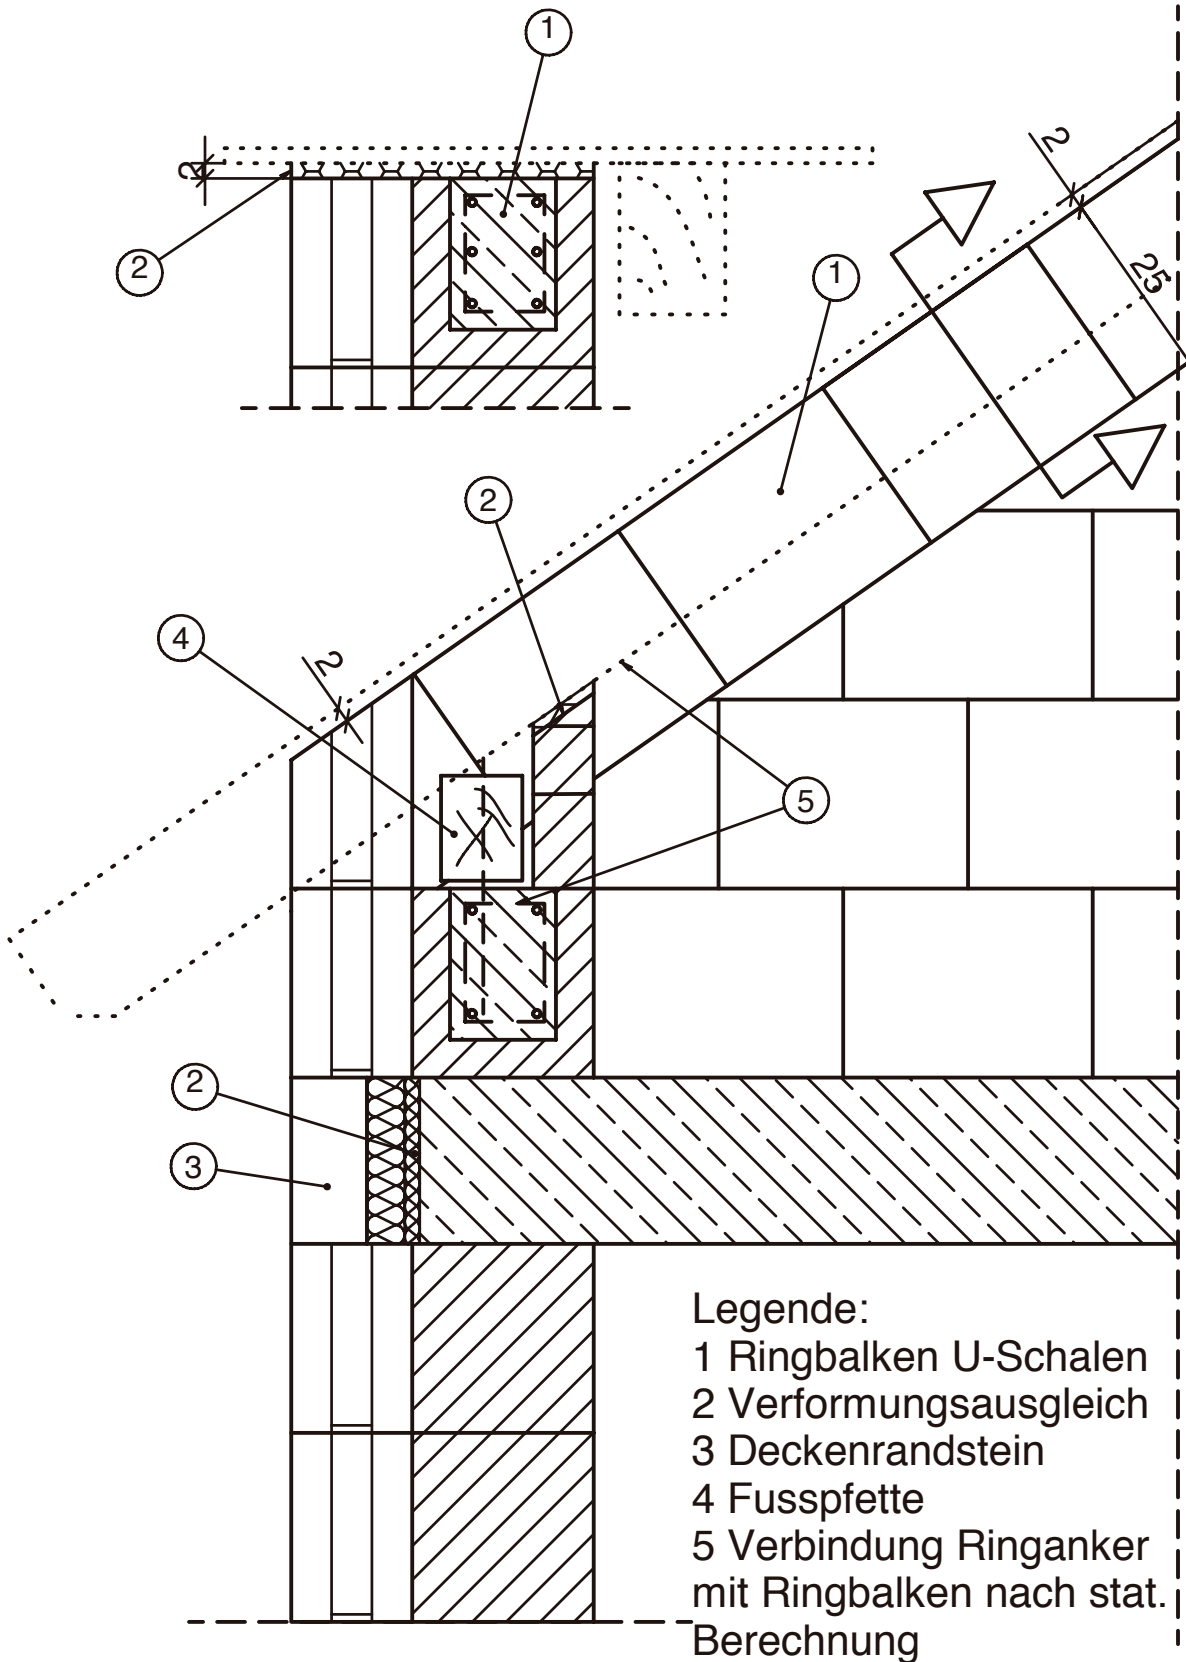 1
2
2
2
25
1
2
4
2
5
2
3
Legende:
1 Ringbalken U-Schalen
2 Verformungsausgleich
3 Deckenrandstein
4 Fusspfette
5 Verbindung Ringanker
mit Ringbalken nach stat.
Berechnung